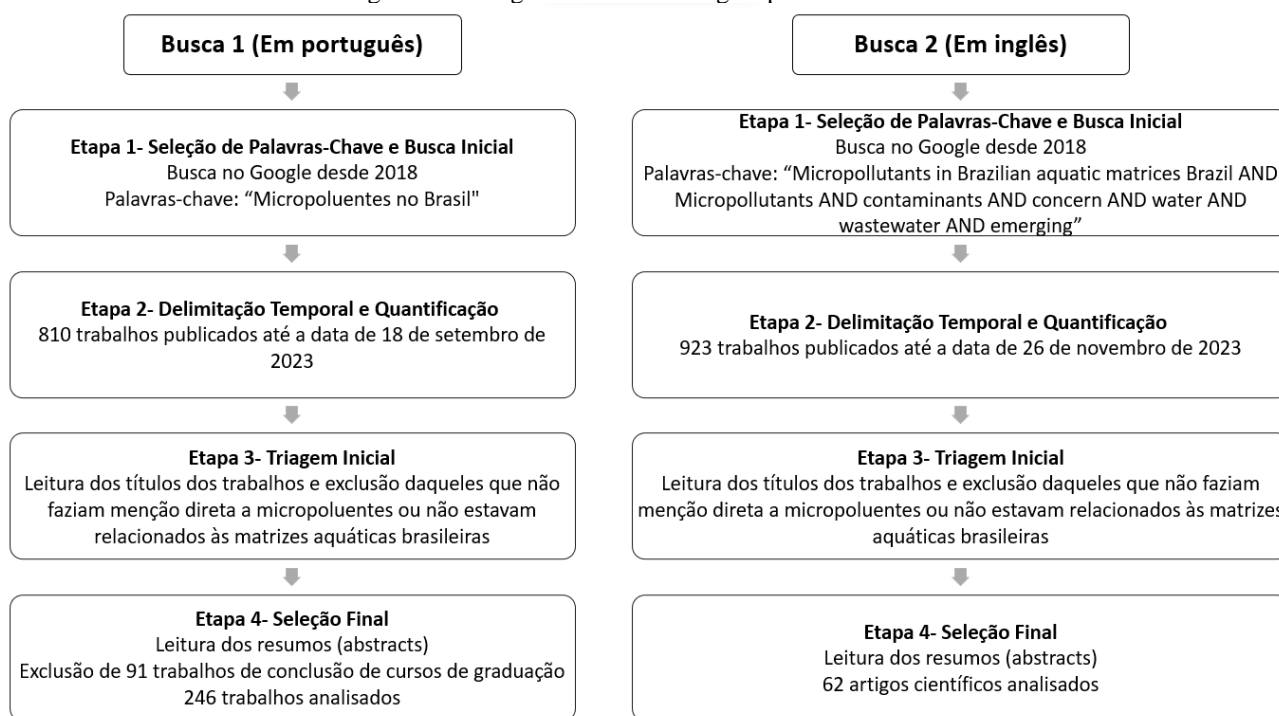 Busca 1 (Em português)
Etapa 1- Seleção de Palavras-Chave e Busca Inicial
Busca no Google desde 2018
Palavras-chave: “Micropoluentes no Brasil"
Etapa 2- Delimitação Temporal e Quantificação
810 trabalhos publicados até a data de 18 de setembro de
2023
Etapa 3- Triagem Inicial
Leitura dos títulos dos trabalhos e exclusão daqueles que não
faziam menção direta a micropoluentes ou não estavam
relacionados às matrizes aquáticas brasileiras
Etapa 4- Seleção Final
Leitura dos resumos (abstracts)
Exclusão de 91 trabalhos de conclusão de cursos de graduação
246 trabalhos analisados
Busca 2 (Em inglês)
Etapa 1- Seleção de Palavras-Chave e Busca Inicial
Busca no Google desde 2018
Palavras-chave: “Micropollutants in Brazilian aquatic matrices Brazil AND
Micropollutants AND contaminants AND concern AND water AND
wastewater AND emerging”
Etapa 2- Delimitação Temporal e Quantificação
923 trabalhos publicados até a data de 26 de novembro de 2023
Etapa 3- Triagem Inicial
Leitura dos títulos dos trabalhos e exclusão daqueles que não faziam
menção direta a micropoluentes ou não estavam relacionados às matrizes
aquáticas brasileiras
Etapa 4- Seleção Final
Leitura dos resumos (abstracts)
62 artigos científicos analisados